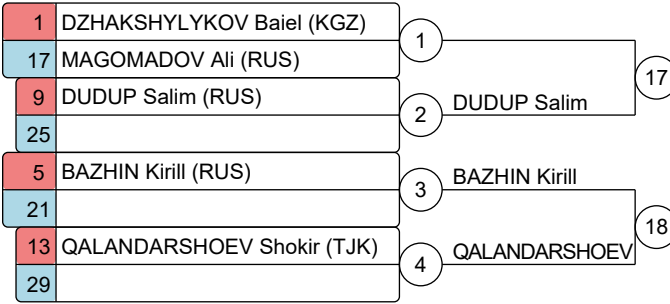 1 DZHAKSHYLYKOV Baiel (KGZ)
1
17 MAGOMADOV Ali (RUS)
17
9 DUDUP Salim (RUS)
2 DUDUP Salim
25
5 BAZHIN Kirill (RUS)
3 BAZHIN Kirill
21
18
13 QALANDARSHOEV Shokir (TJK)
4 QALANDARSHOEV
29